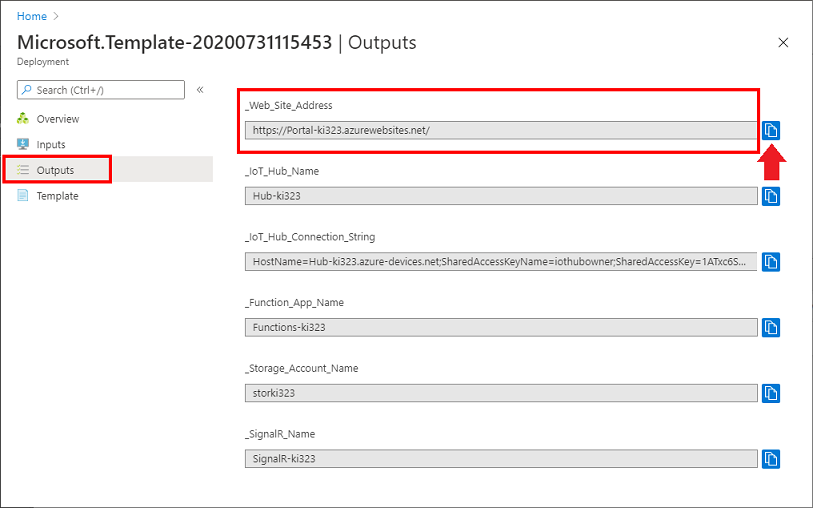 Home
Microsoft.Template-20200731115453 | Outputs
Deployment
Search (Ctrl+/)
Overview
Inputs
Outputs
Template
_Web_Site_Address
https://Portal-ki323.azurewebsites.net/
_IoT_Hub_Name
Hub-ki323
_IoT_Hub_Connection_String
HostName=Hub-ki323.azure-devices.net;SharedAccessKeyName=iothubowner;SharedAccessKey=1ATxc6S...
_Function_App_Name
Functions-ki323
_Storage_Account_Name
storki323
_SignalR_Name
SignalR-ki323